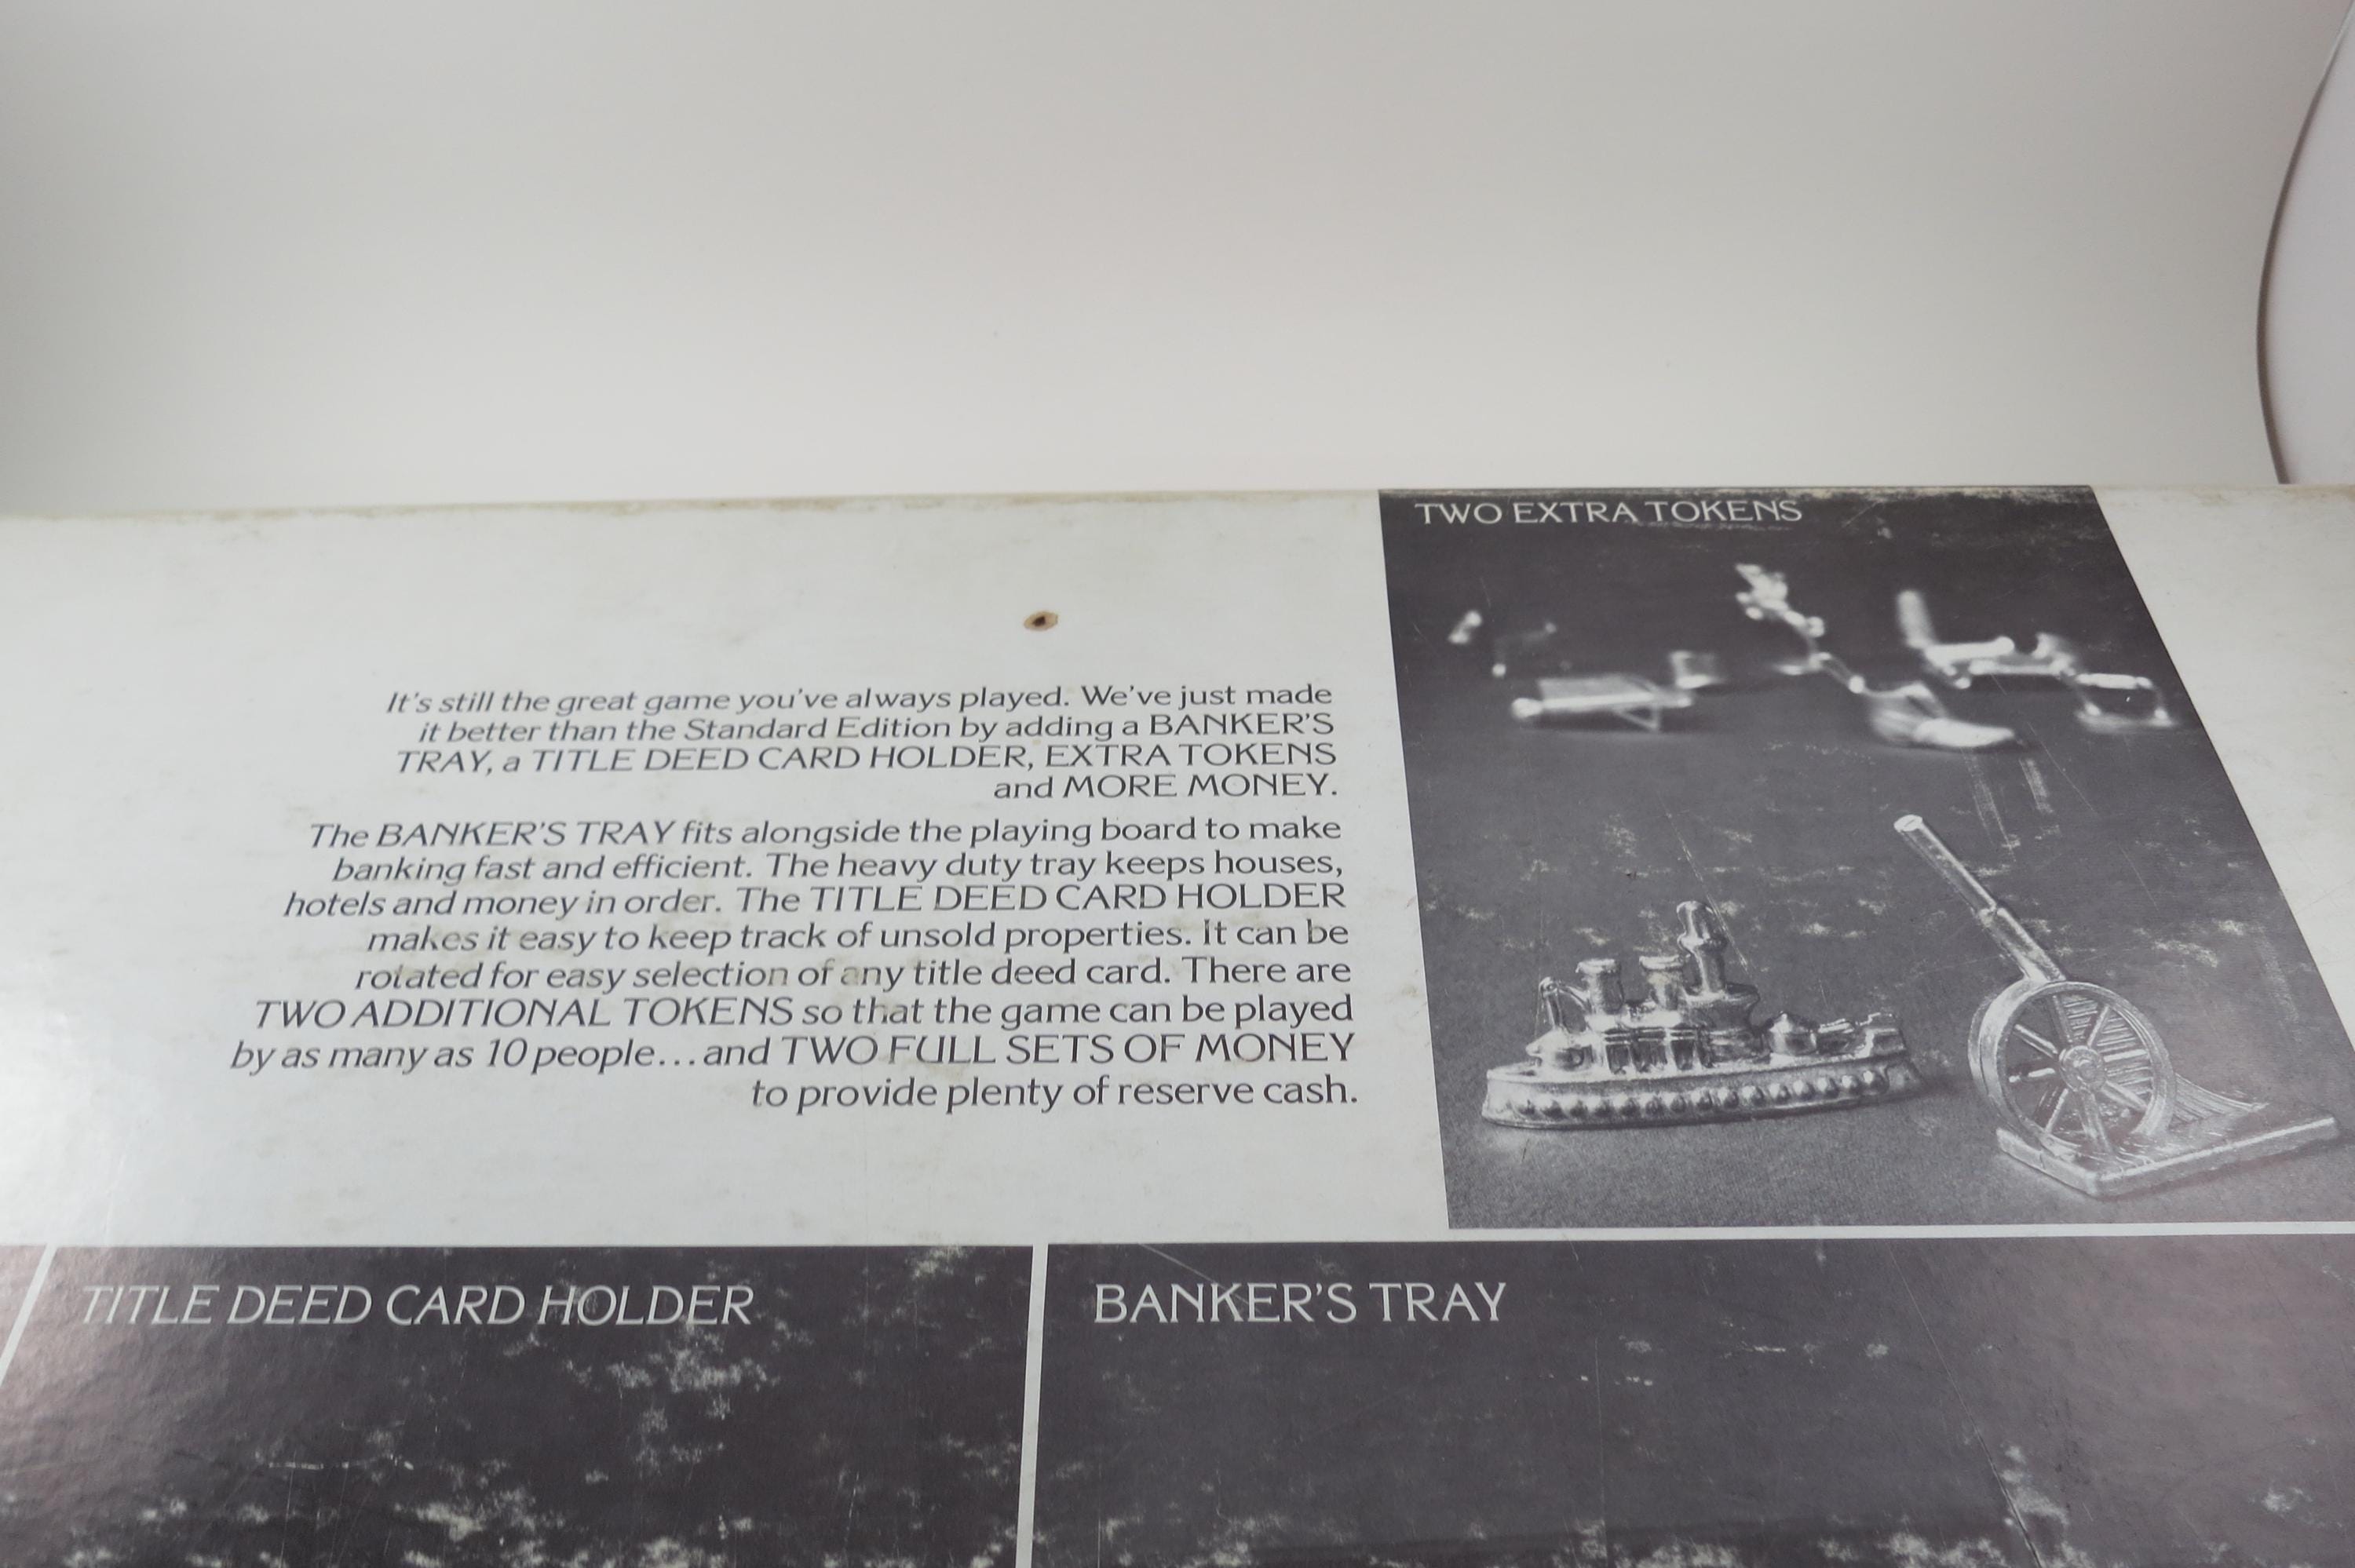 TWO EXTRA TOKENS
It's still the great game you've always played. We've just made
it better than the Standard Edition by adding a BANKER'S
TRAY, a TITLE DEED CARD HOLDER, EXTRA TOKENS
and MORE MONEY.
The BANKER'S TRAY fits alongside the playing board to make
banking fast and efficient. The heavy duty tray keeps houses,
hotels and money in order. The TITLE DEED CARD HOLDER
makes it easy to keep track of unsold properties. It can be
rotated for easy selection of any title deed card. There are
TWO ADDITIONAL TOKENS so that the game can be played
by as many as 10 people...and TWO FULL SETS OF MONEY
to provide plenty of reserve cash.
TITLE DEED CARD HOLDER
BANKER'S TRAY